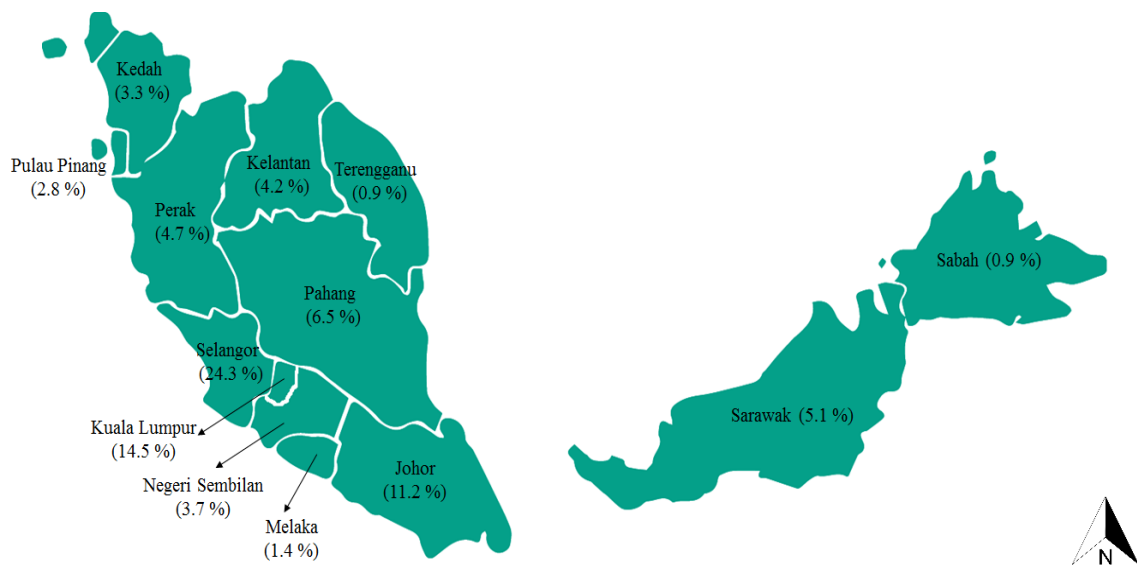 Kedah
(3.3 %)
Pulau Pinang
(2.8 %)
Perak
(4.7 %)
Kelantan
(4.2 %)
Terengganu
(0.9 %)
Pahang
(6.5 %)
Selangor
(24.3 %)
Kuala Lumpur
(14.5 %)
Negeri Sembilan
(3.7 %)
Melaka
(1.4 %)
Johor
(11.2 %)
Sabah (0.9 %)
Sarawak (5.1 %)
N